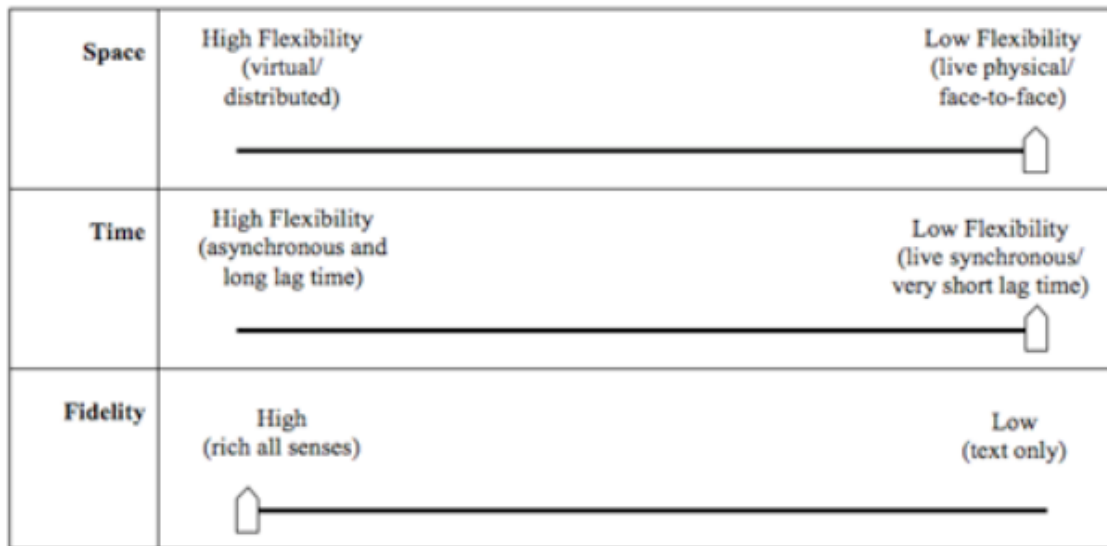 Space
High Flexibility
(virtual/
distributed)
Low Flexibility
(live physical/
face-to-face)
Time
High Flexibility
(asynchronous and
long lag time)
Low Flexibility
(live synchronous/
very short lag time)
Fidelity
High
(rich all senses)
Low
(text only)